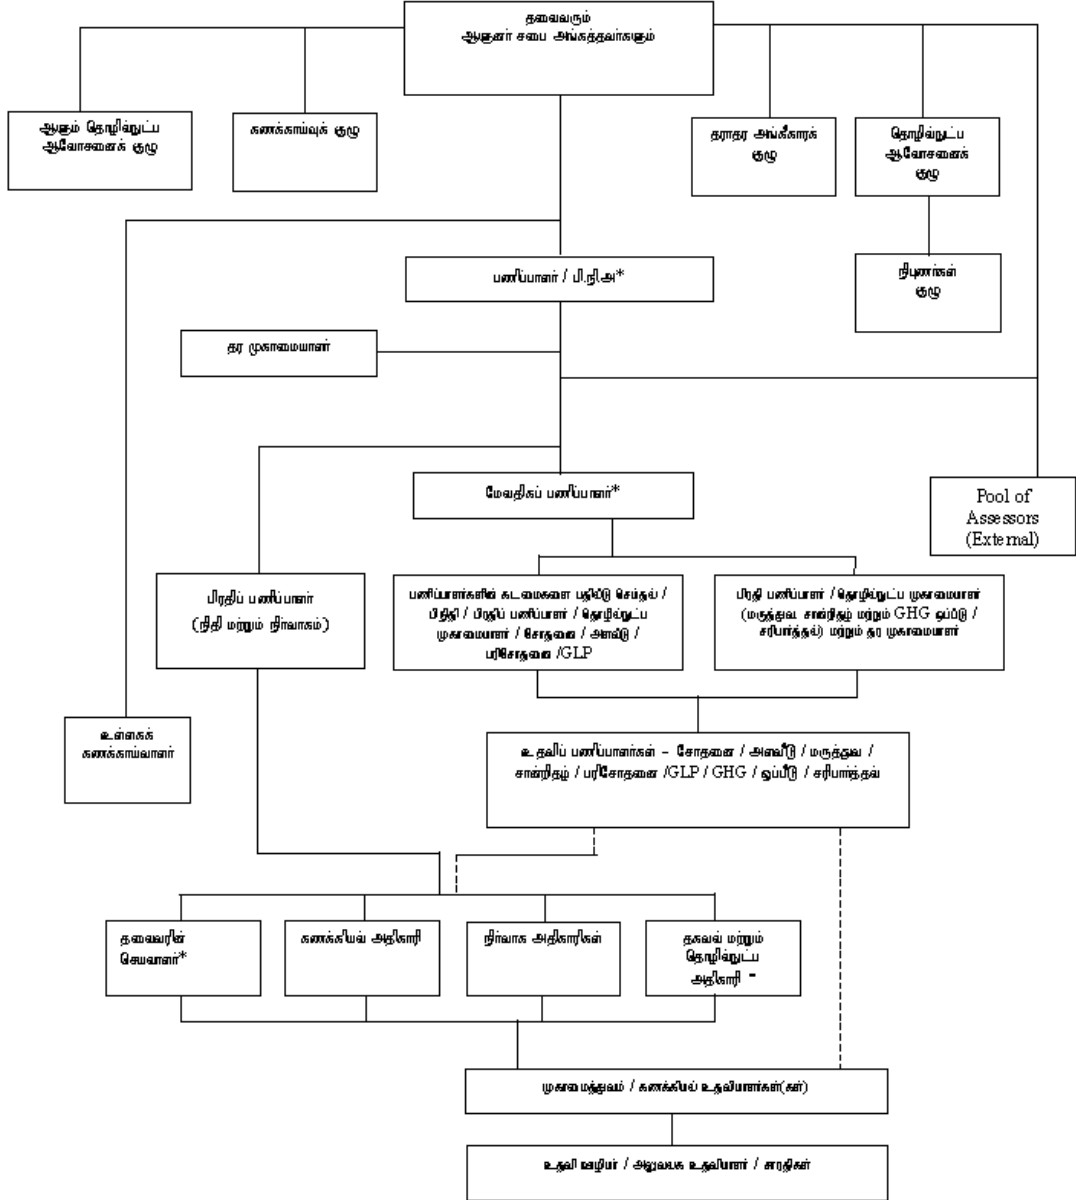 தலைவரும்
ஆளுனர் சபை அங்கத்தவர்களும்
ஆளும் தொழில்நுட்ப
ஆலோசனைக் குழு
கணக்காய்வுக் குழு
தராதர அங்கீகாரக்
குழு
தொழில்நுட்ப
ஆலோசனைக்
குழு
நிபுணர்கள்
குழு
பணிப்பாளர் / பி.நி.அ*
தர முகாமையாளர்
மேலதிகப் பணிப்பாளர்*
Pool of
Assessors
(External)
பிரதிப் பணிப்பாளர்
(நிதி மற்றும் நிர்வாகம்)
பணிப்பாளர்களின் கடமைகளை பதிலீடு செய்தல் /
பிரதிதி / பிரதிப் பணிப்பாளர் / தொழில்நுட்ப
முகாமையாளர் / சோதனை / அளவீடு /
பரிசோதனை /GLP
பிரதி பணிப்பாளர் / தொழில்நுட்ப முகாமையாளர்
(மருத்துவ சான்றிதழ் மற்றும் GHG ஒப்பீடு /
சரிபார்த்தல்) மற்றும் தர முகாமையாளர்
உள்ளகக்
கணக்காய்வாளர்
உதவிப் பணிப்பாளர்கள் – சோதனை / அளவீடு / மருத்துவ /
சான்றிதழ் / பரிசோதனை /GLP / GHG / ஒப்பீடு / சரிபார்த்தல்
தலைவரின்
செயலாளர்*
கணக்கியல் அதிகாரி
நிர்வாக அதிகாரிகள்
தகவல் மற்றும்
தொழில்நுட்ப
அதிகாரி –
முகாமைத்துவம் / கணக்கியல் உதவியாளர்கள்(கள்)
உதவி ஊழியர் / அலுவலக உதவியாளர் / சாரதிகள்